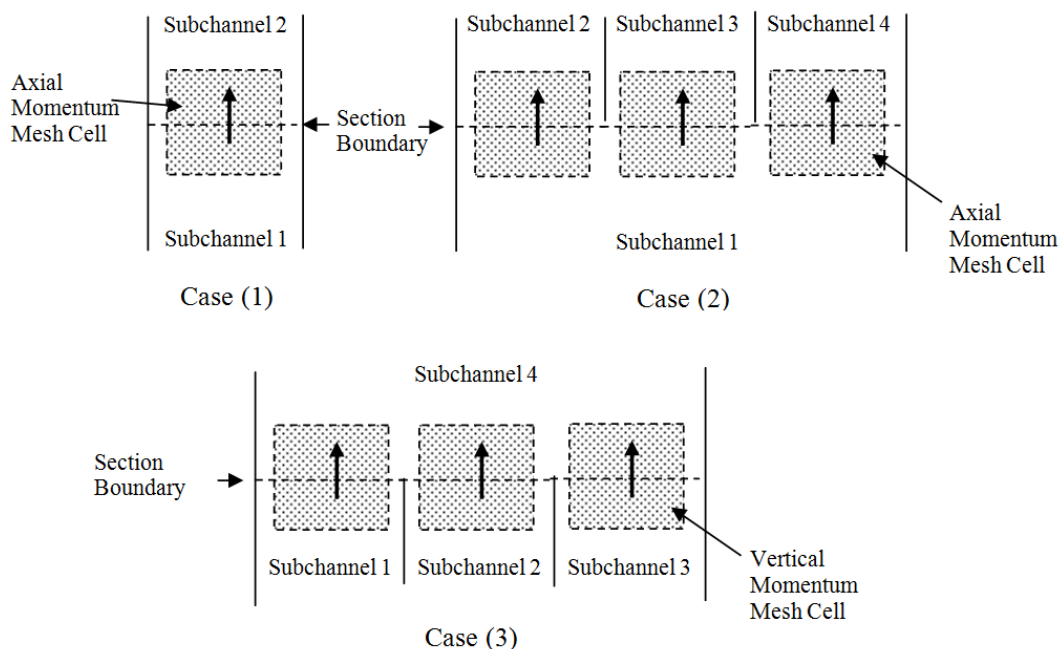 Subchannel 2
Axial
Momentum
Mesh Cell
Subchannel 1
Case (1)
Section
Boundary
Subchannel 2
Subchannel 3
Subchannel 4
Subchannel 1
Axial
Momentum
Mesh Cell
Case (2)
Subchannel 4
Section
Boundary
Subchannel 1
Subchannel 2
Subchannel 3
Vertical
Momentum
Mesh Cell
Case (3)